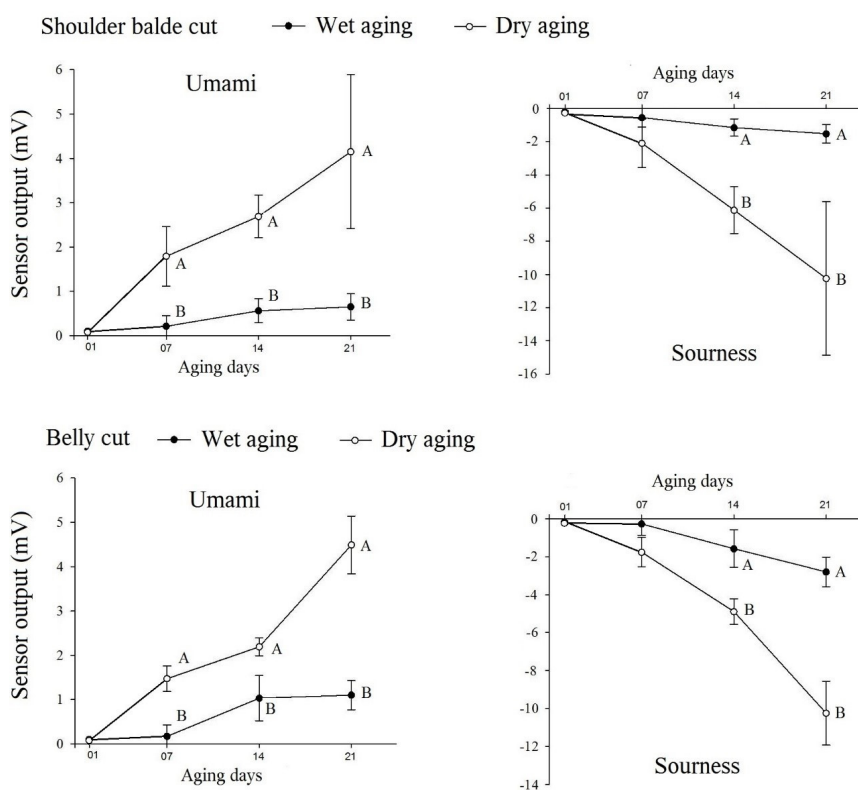 Shoulder balde cut Wet aging Dry aging
Umami
Sensor output (mV)
6
5
4
3
2
1
0
A
A
A
B
B
B
01 07 14 21
Aging days
Aging days
01 07 14 21
0
-2
-4
-6
-8
-10
-12
-14
-16
A
A
B
B
Sourness
Belly cut Wet aging Dry aging
Umami
Sensor output (mV)
6
5
4
3
2
1
0
A
A
A
B
B
B
01 07 14 21
Aging days
Aging days
01 07 14 21
0
-2
-4
-6
-8
-10
-12
-14
A
A
B
B
Sourness